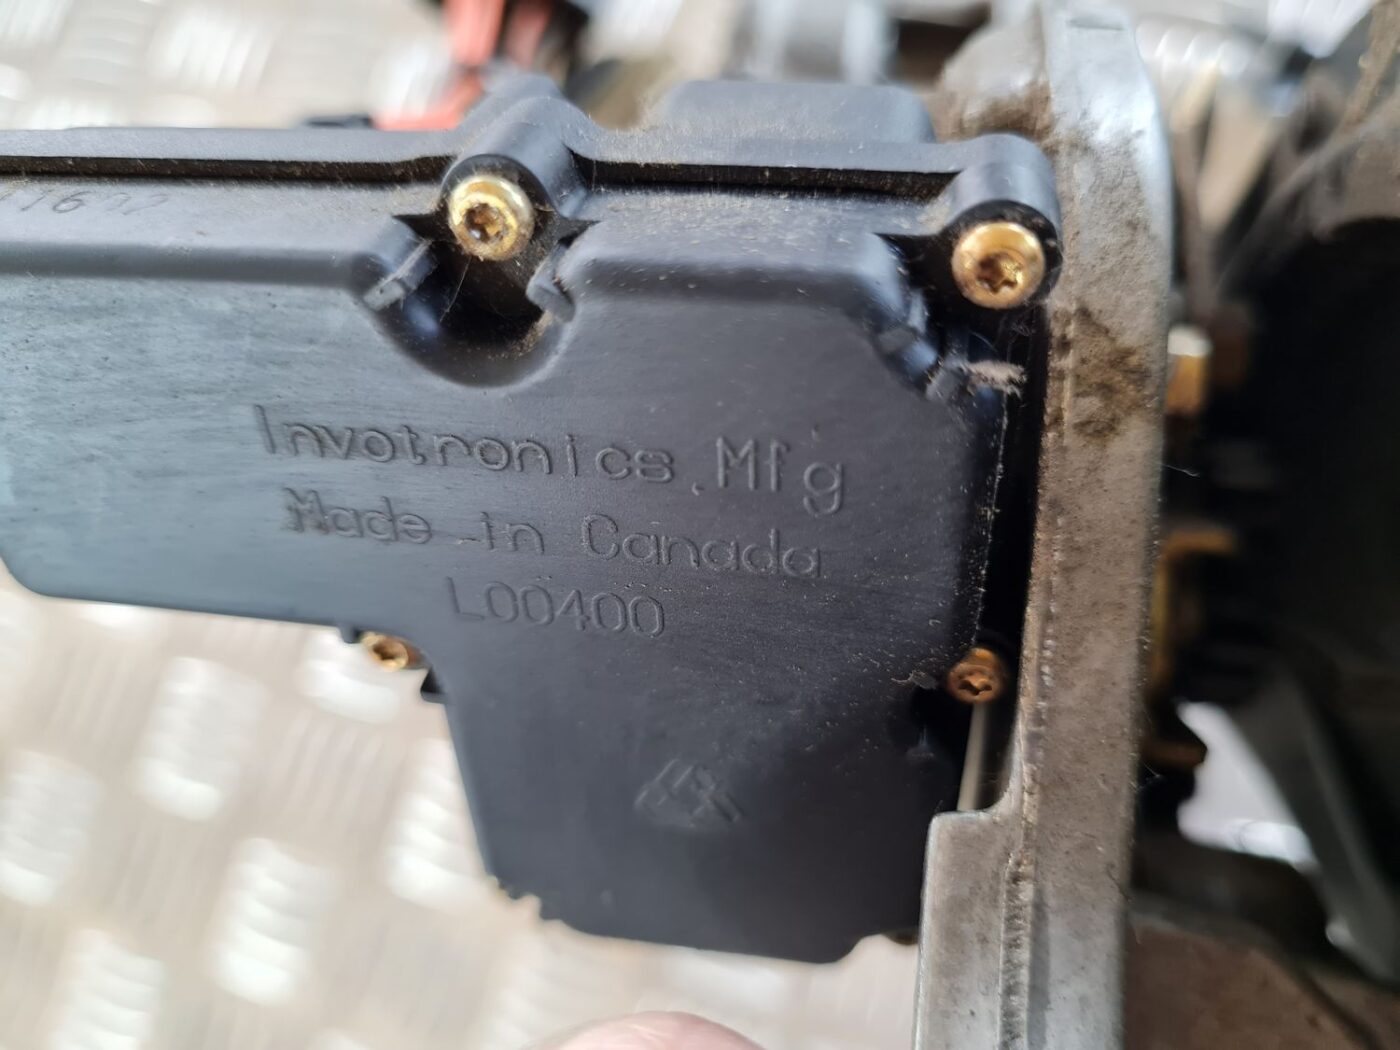 Invotronics Mfg
Made in Canada
L00400